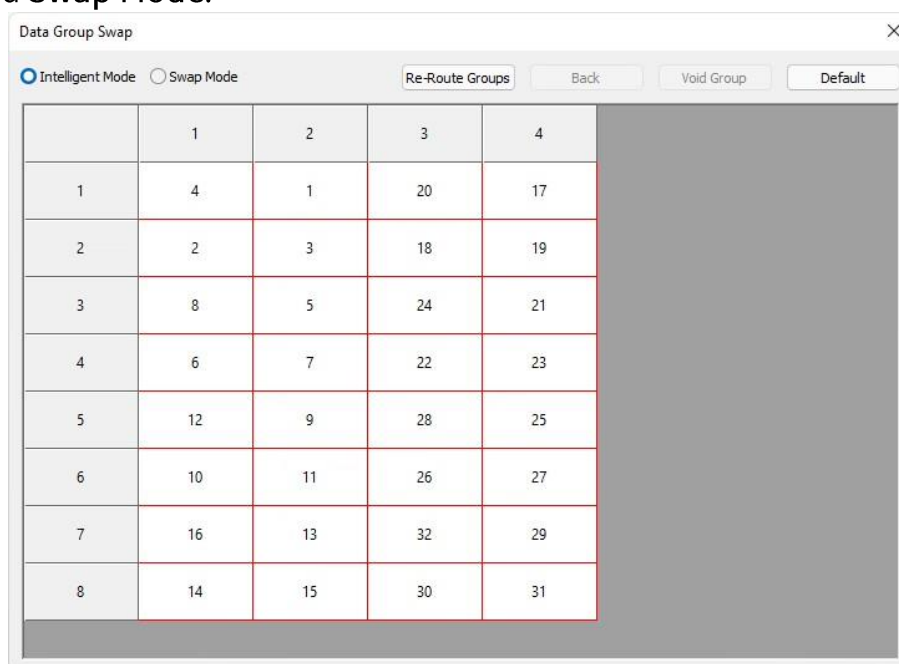 a Swap Mode.
Data Group Swap
Intelligent Mode Swap Mode Re-Route Groups Back Void Group Default
1 2 3 4
1 4 1 20 17
2 2 3 18 19
3 8 5 24 21
4 6 7 22 23
5 12 9 28 25
6 10 11 26 27
7 16 13 32 29
8 14 15 30 31